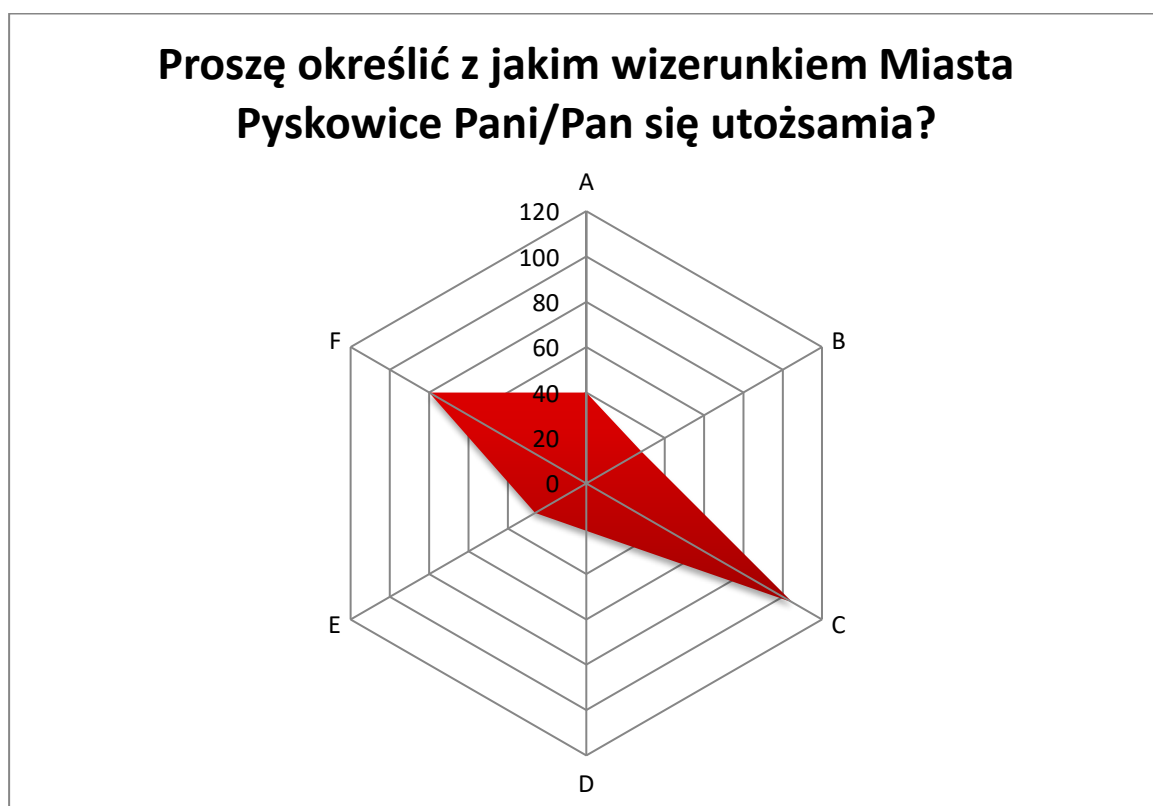 Proszę określić z jakim wizerunkiem Miasta
Pyskowice Pani/Pan się utożsamia?
A
120
100
80
60
40
20
0
F
B
E
C
D